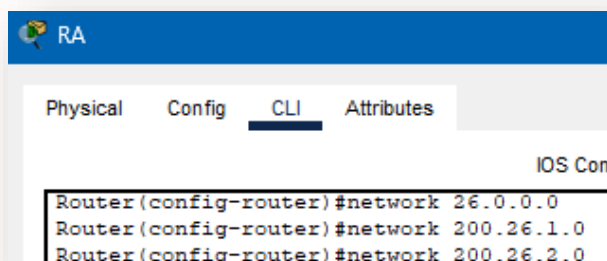 RA
Physical Config CLI Attributes
IOS Con
Router(config-router)#network 26.0.0.0
Router(config-router)#network 200.26.1.0
Router(config-router)#network 200.26.2.0